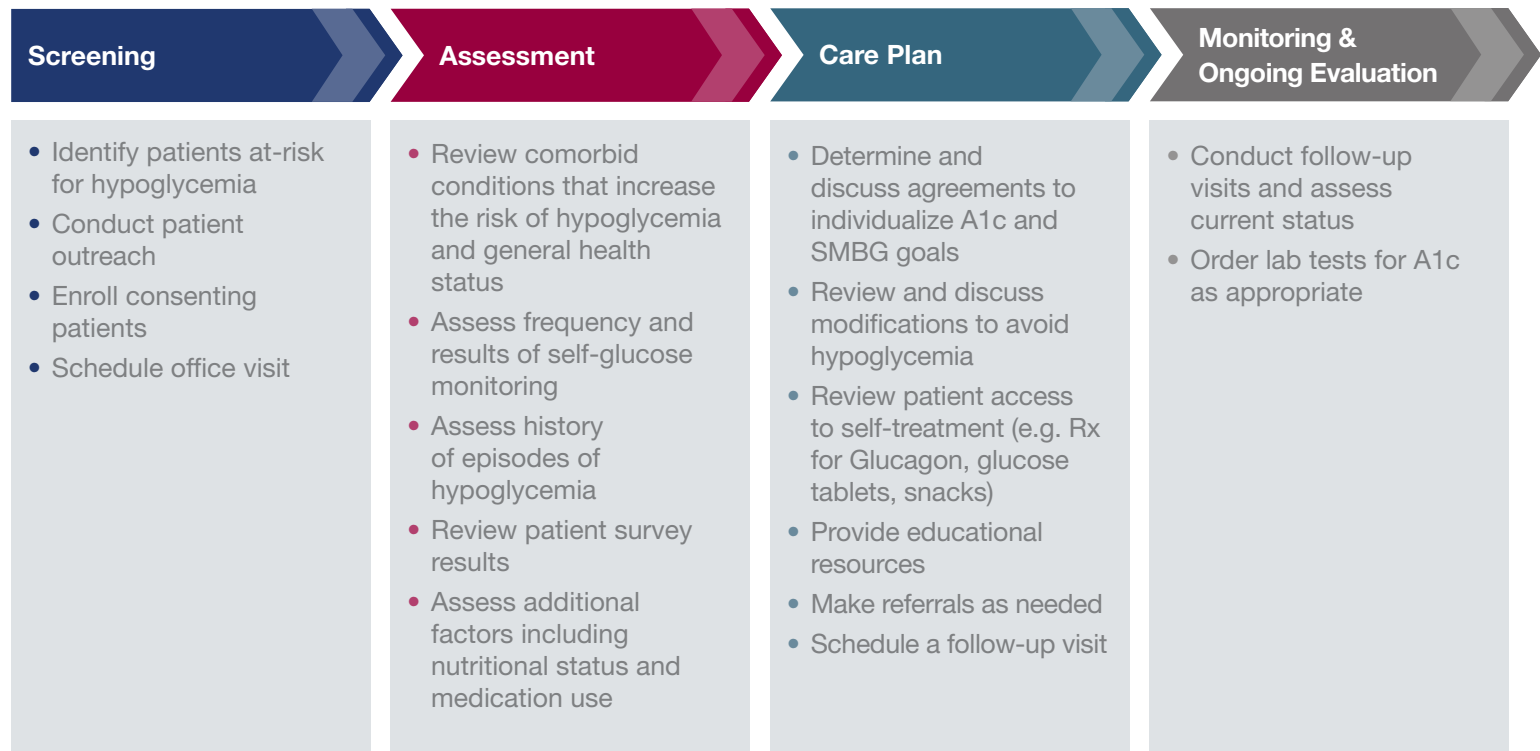 Screening
• Identify patients at-risk
for hypoglycemia
• Conduct patient
outreach
• Enroll consenting
patients
• Schedule office visit
Assessment
• Review comorbid
conditions that increase
the risk of hypoglycemia
and general health
status
• Assess frequency and
results of self-glucose
monitoring
• Assess history
of episodes of
hypoglycemia
• Review patient survey
results
• Assess additional
factors including
nutritional status and
medication use
Care Plan
• Determine and
discuss agreements to
individualize A1c and
SMBG goals
• Review and discuss
modifications to avoid
hypoglycemia
• Review patient access
to self-treatment (e.g. Rx
for Glucagon, glucose
tablets, snacks)
• Provide educational
resources
• Make referrals as needed
• Schedule a follow-up visit
Monitoring &
Ongoing Evaluation
• Conduct follow-up
visits and assess
current status
• Order lab tests for A1c
as appropriate